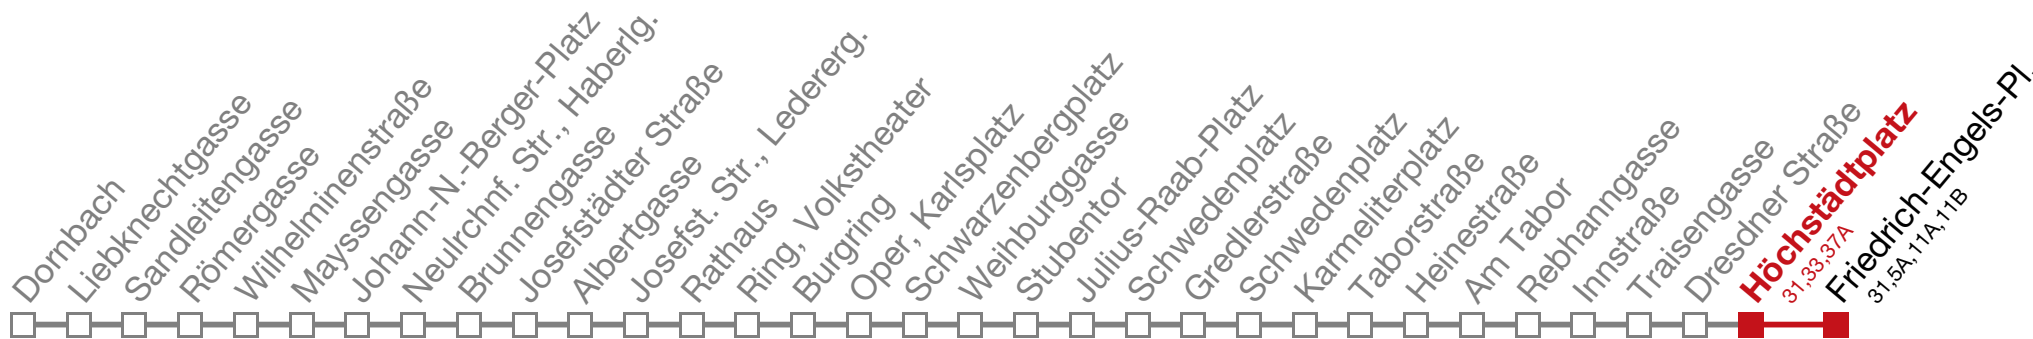 Dornbach
Liebknechtgasse
Sandleitengasse
Römergasse
Wilhelminenstraße
Mayssengasse
Johann-N.-Berger-Platz
Neulrchnf. Str., Haberlg.
Brunnengasse
Josefstädter Straße
Albertgasse
Josefst. Str., Ledererg.
Rathaus
Ring, Volkstheater
Burgring
Oper, Karlsplatz
Schwarzenbergplatz
Weihburggasse
Stubentor
Julius-Raab-Platz
Schwedenplatz
Gredlerstraße
Schwedenplatz
Karmeliterplatz
Taborstraße
Heinestraße
Am Tabor
Rebhanngasse
Innstraße
Traisengasse
Dresdner Straße
Höchstädtplatz
31,33,37A
Friedrich-Engels-Pl.
31,5A,11A,11B